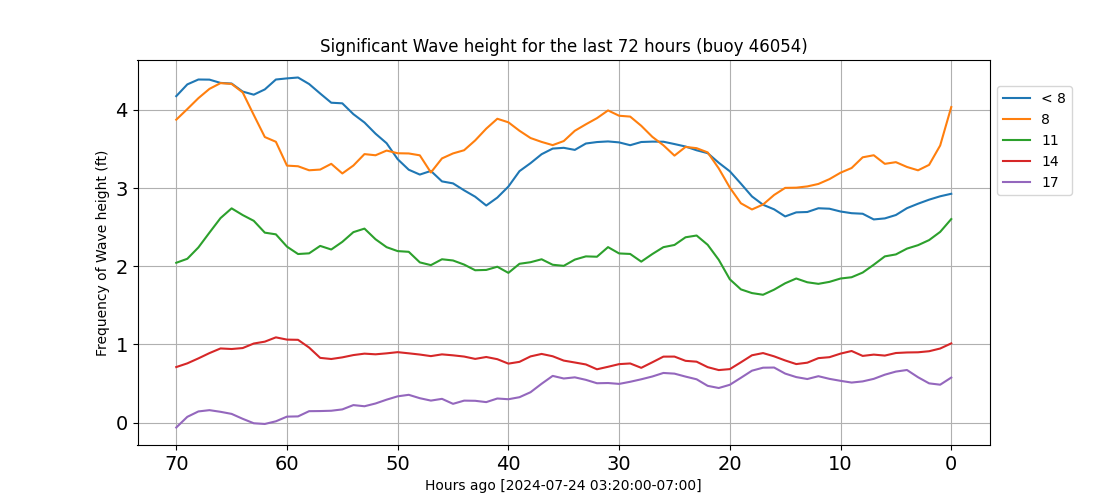 Significant Wave height for the last 72 hours (buoy 46054)
Frequency of Wave height (ft)
4
3
2
1
0
70 60 50 40 30 20 10 0
Hours ago [2024-07-24 03:20:00-07:00]
< 8
8
11
14
17